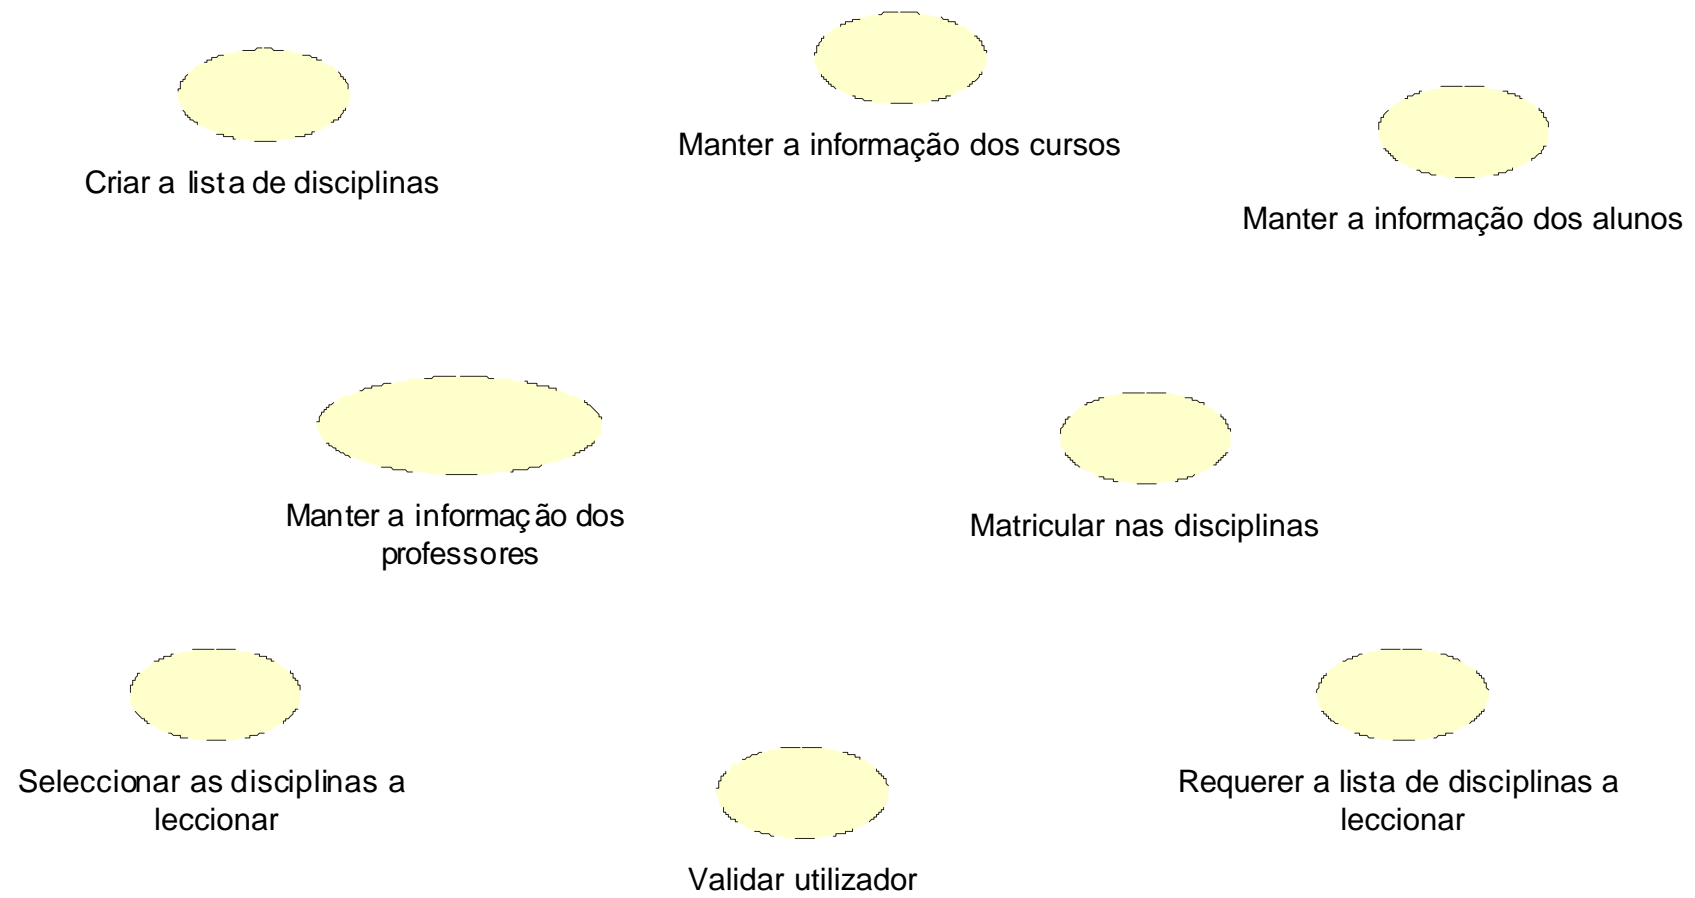 Manter a informação dos cursos
Criar a lista de disciplinas
Manter a informação dos alunos
Manter a informação dos
professores
Matricular nas disciplinas
Seleccionar as disciplinas a
leccionar
Requerer a lista de disciplinas a
leccionar
Validar utilizador